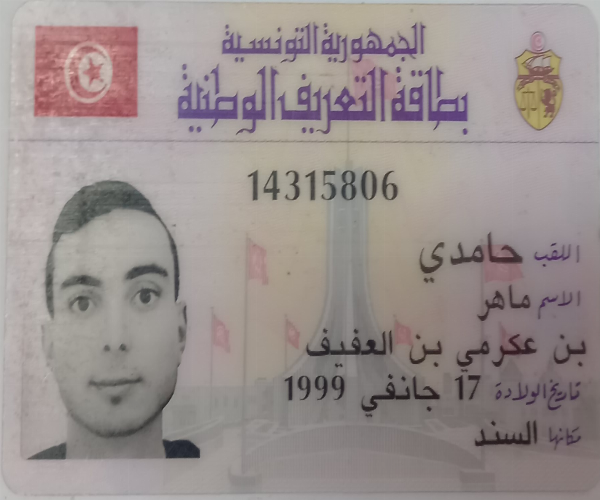 الجمهورية التونسية
بطاقة التعريف الوطنية
14315806
اللقب حامدي
الاسم ماهر
بن عكرمي بن العفيف
تاريخ الولادة 17 جانفي 1999
مكانها السند